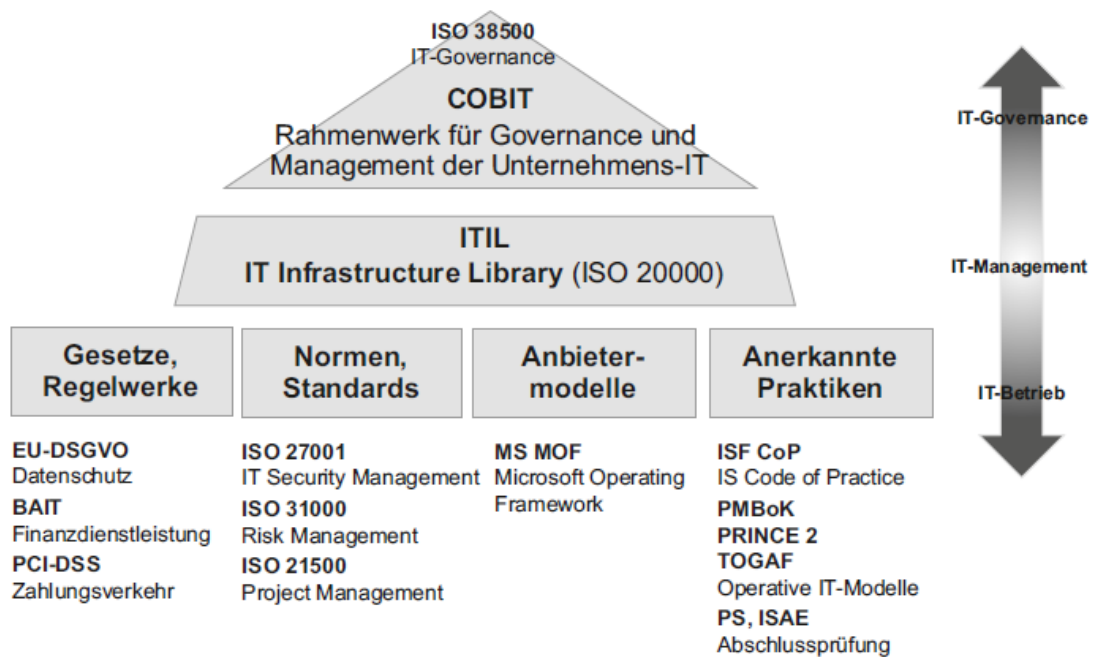 ISO 38500
IT-Governance
COBIT
Rahmenwerk für Governance und
Management der Unternehmens-IT
ITIL
IT Infrastructure Library (ISO 20000)
Gesetze,
Regelwerke
EU-DSGVO
Datenschutz
BAIT
Finanzdienstleistung
PCI-DSS
Zahlungsverkehr
Normen,
Standards
ISO 27001
IT Security Management
ISO 31000
Risk Management
ISO 21500
Project Management
Anbieter-
modelle
MS MOF
Microsoft Operating
Framework
Anerkannte
Praktiken
ISF CoP
IS Code of Practice
PMBoK
PRINCE 2
TOGAF
Operative IT-Modelle
PS, ISAE
Abschlussprüfung
IT-Governance
IT-Management
IT-Betrieb